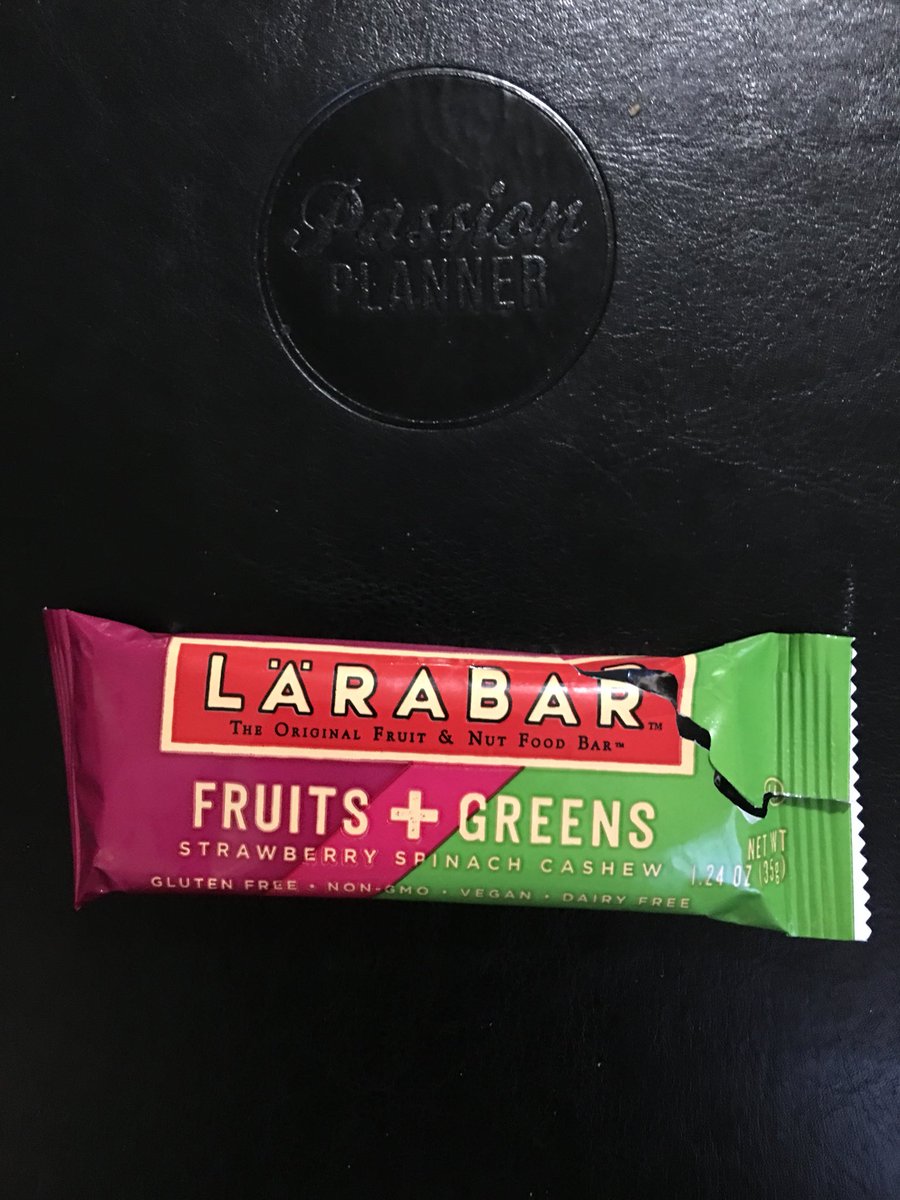 Passion
PLANNER
LÄRABAR™
THE ORIGINAL FRUIT & NUT FOOD BAR™
FRUITS + GREENS
STRAWBERRY SPINACH CASHEW
NET WT
1.24 OZ (35g)
GLUTEN FREE • NON-GMO • VEGAN • DAIRY FREE